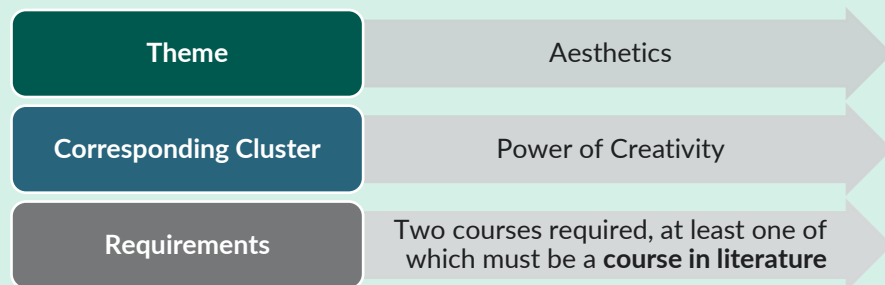 Theme
Aesthetics
Corresponding Cluster
Power of Creativity
Requirements
Two courses required, at least one of
which must be a course in literature